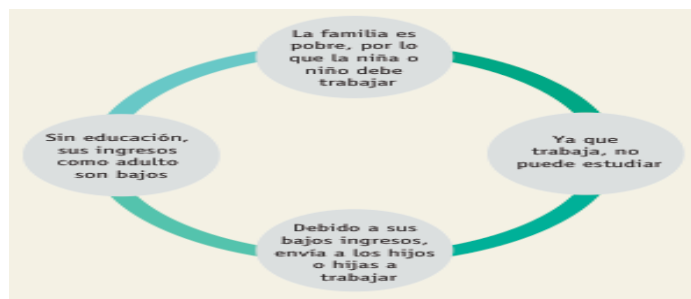 La familia es
pobre, por lo
que la niña o
niño debe
trabajar
Ya que
trabaja, no
puede estudiar
Debido a sus
bajos ingresos,
envía a los hijos
o hijas a
trabajar
Sin educación,
sus ingresos
como adulto
son bajos